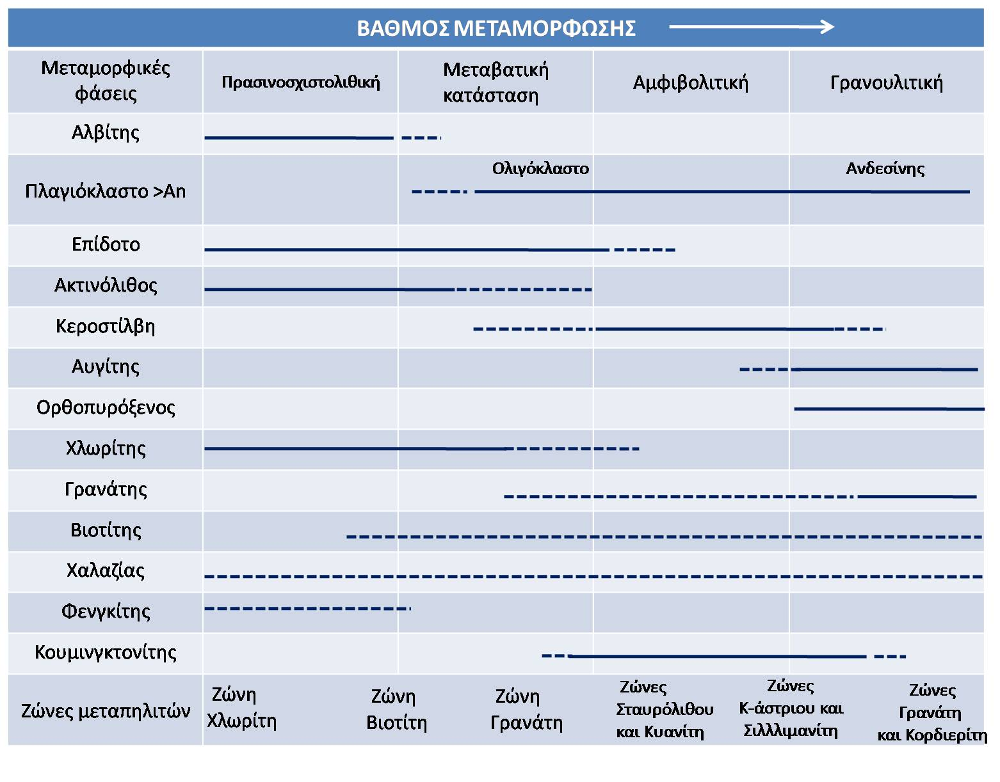 ΒΑΘΜΟΣ ΜΕΤΑΜΟΡΦΩΣΗΣ
Μεταμορφικές
φάσεις
Πρασινοσχιστολιθική
Μεταβατική
κατάσταση
Αμφιβολιτική
Γρανουλιτική
Αλβίτης
Πλαγιόκλαστο >An
Ολιγόκλαστο
Ανδεσίνης
Επίδοτο
Ακτινόλιθος
Κεροστίλβη
Αυγίτης
Ορθοπυρόξενος
Χλωρίτης
Γρανάτης
Βιοτίτης
Χαλαζίας
Φενγκίτης
Κουμινγκτονίτης
Ζώνες μεταπηλιτών
Ζώνη
Χλωρίτη
Ζώνη
Βιοτίτη
Ζώνη
Γρανάτη
Ζώνες
Σταυρόλιθου
και Κυανίτη
Ζώνες
Κ-άστριου και
Σιλλλιμανίτη
Ζώνες
Γρανάτη
και Κορδιερίτη